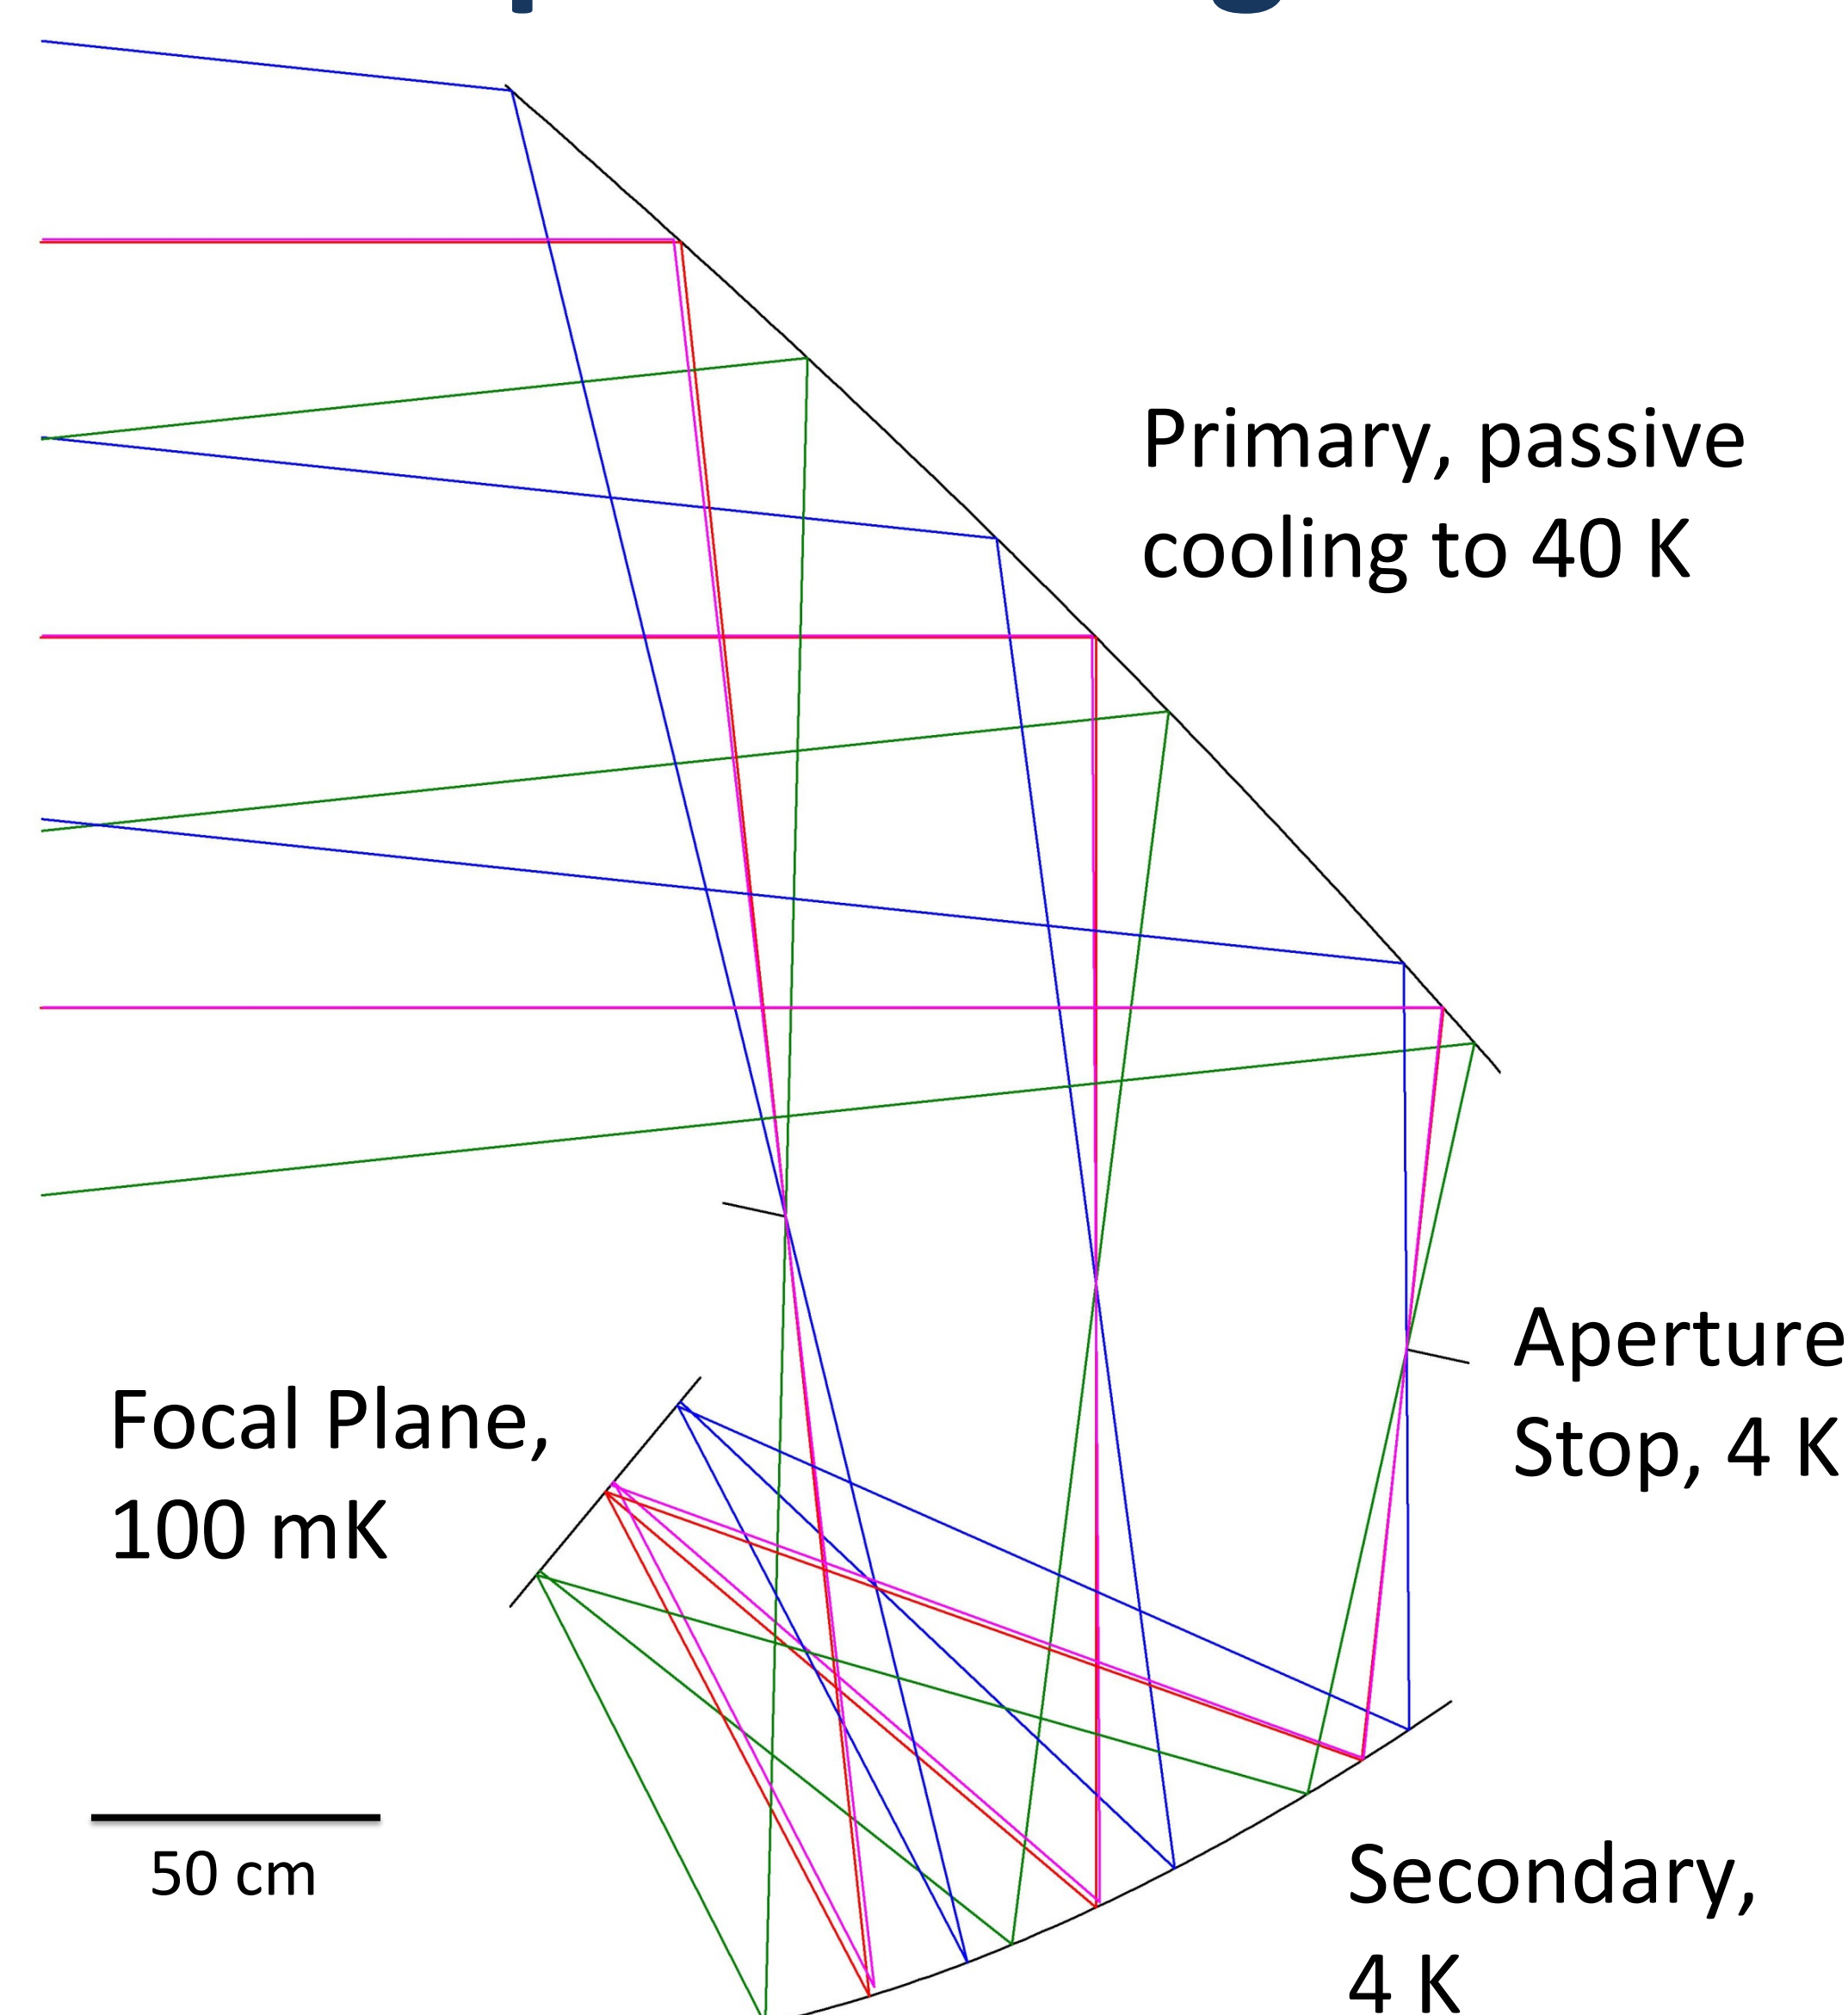 Primary, passive
cooling to 40 K
Aperture
Stop, 4 K
Focal Plane,
100 mK
50 cm
Secondary,
4 K